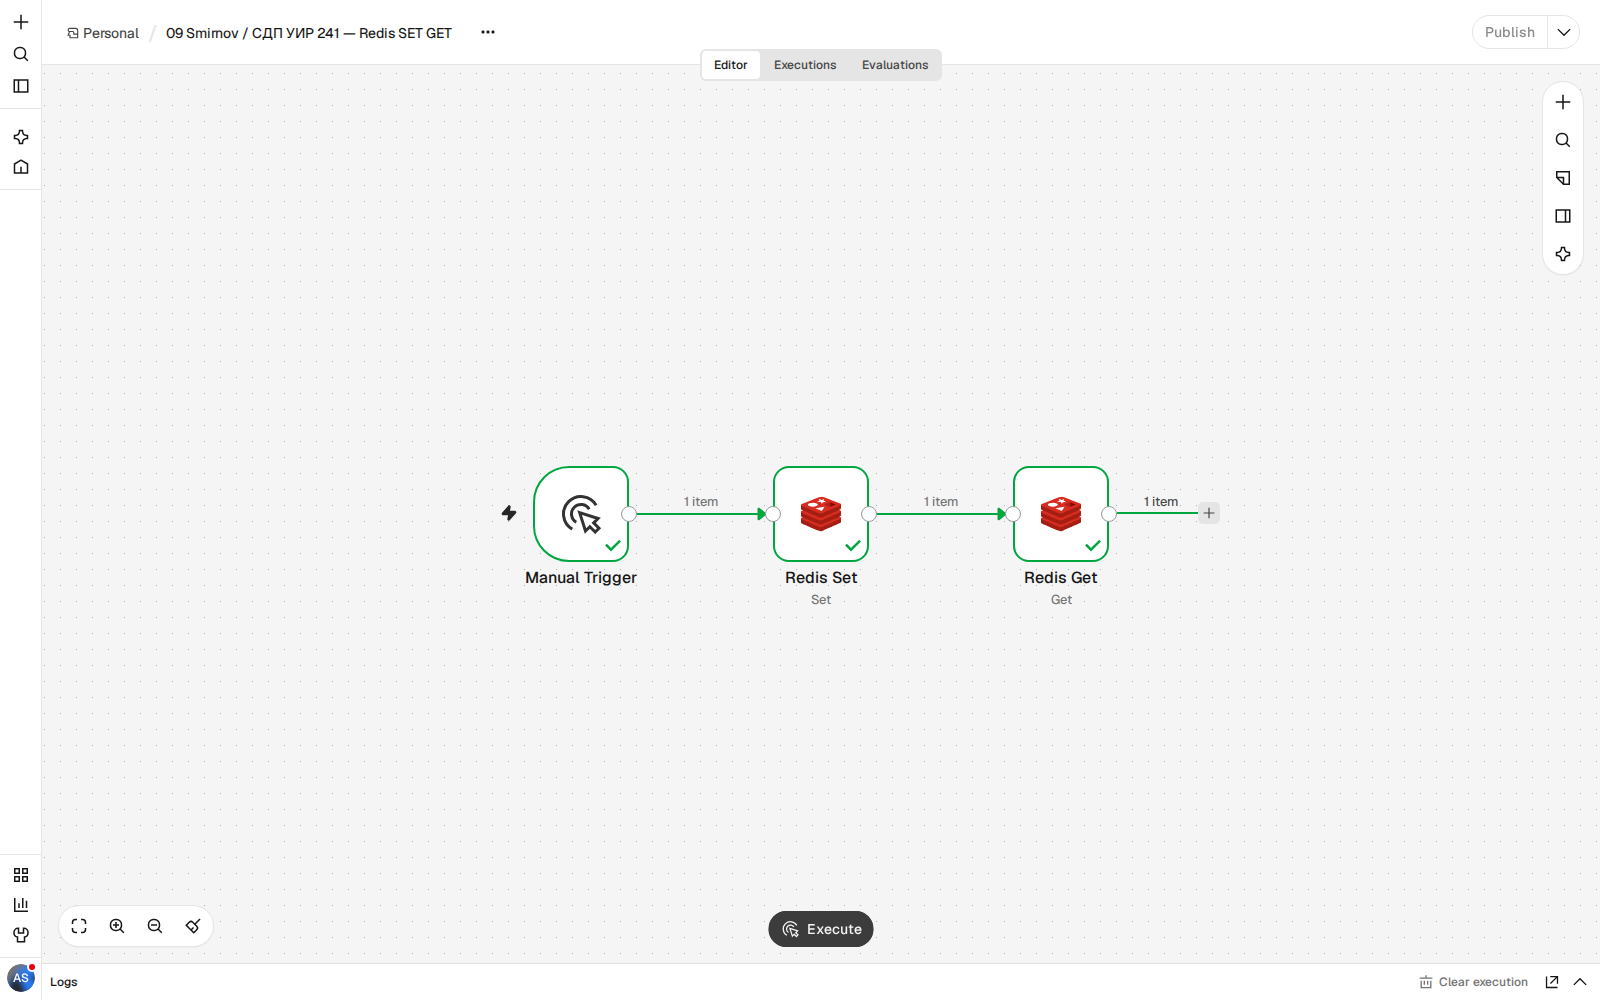 Personal / 09 Smirnov / СДП УИР 241 — Redis SET GET
Publish
Editor Executions Evaluations
1 item 1 item 1 item
Manual Trigger Redis Set Redis Get
Set Get
Execute
AS Logs Clear execution